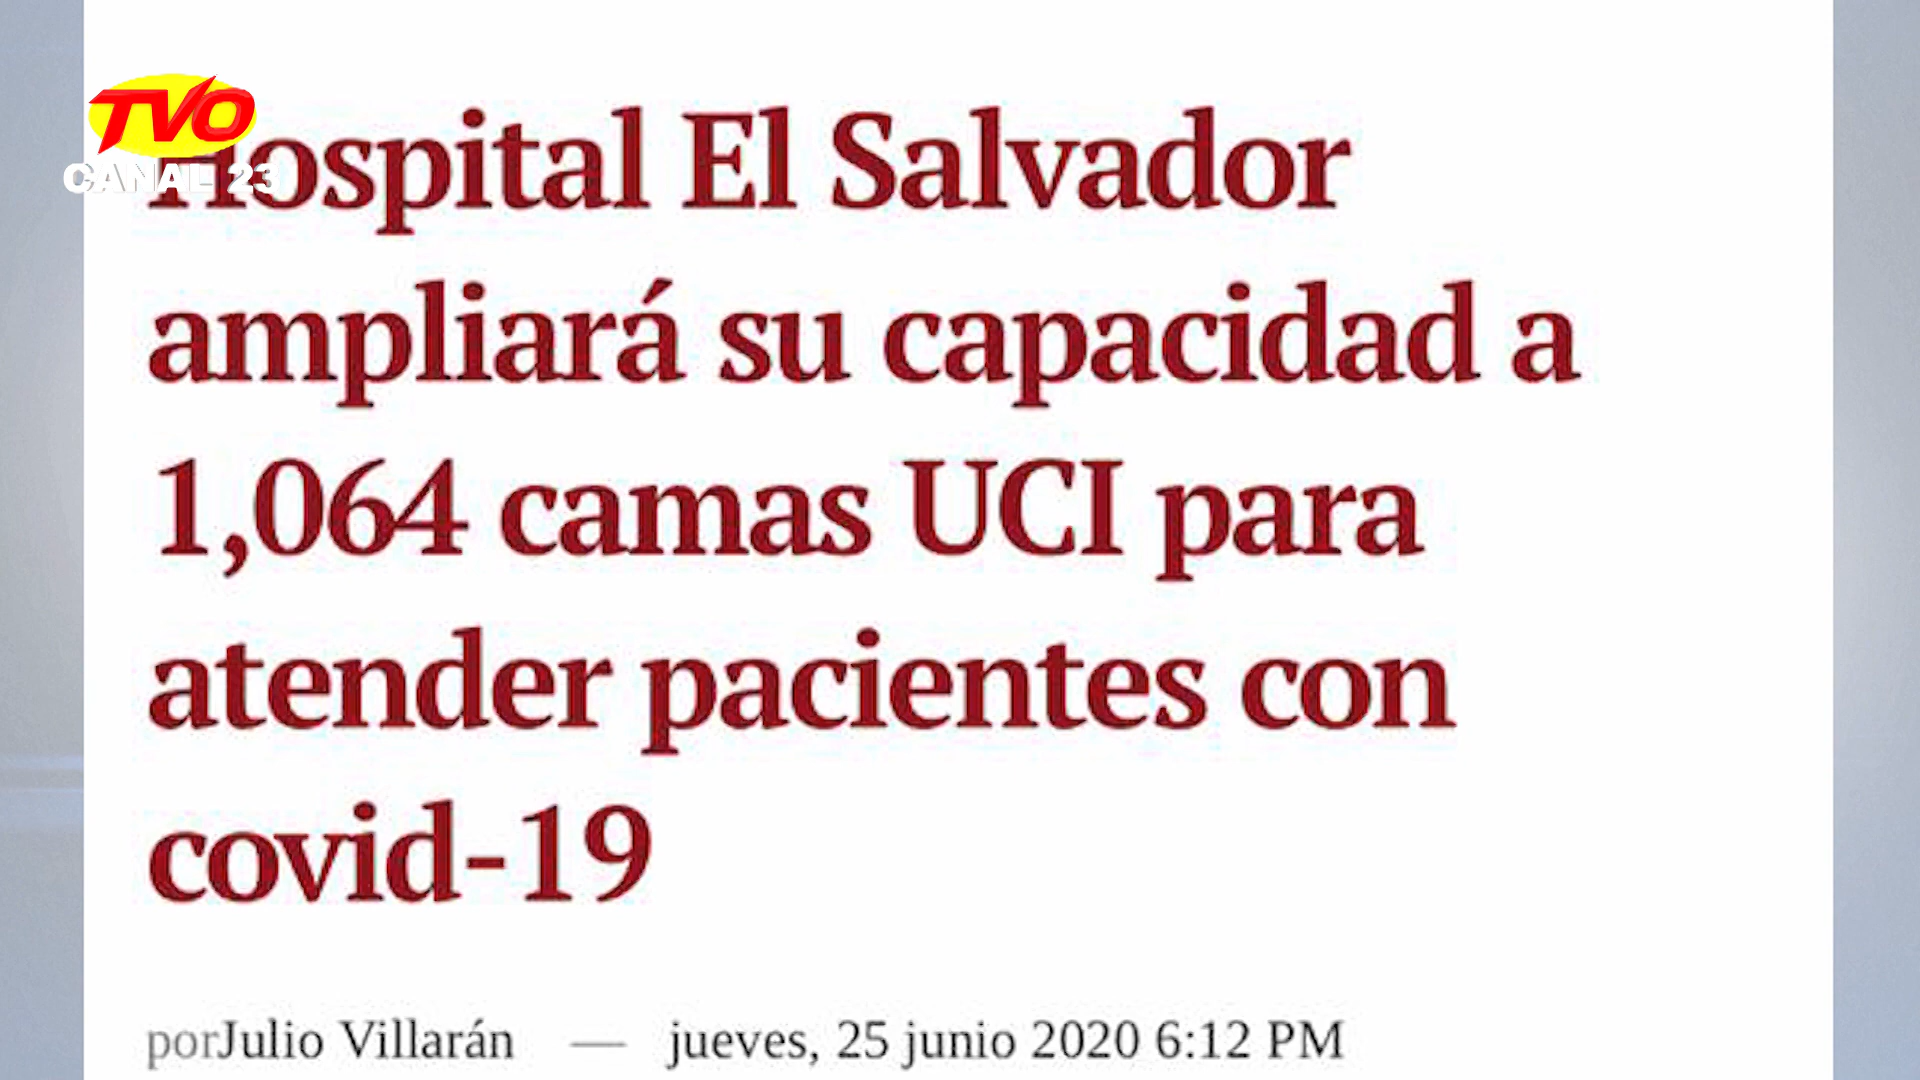 TVO
CANAL 23
Hospital El Salvador
ampliará su capacidad a
1,064 camas UCI para
atender pacientes con
covid-19
porJulio Villarán — jueves, 25 junio 2020 6:12 PM